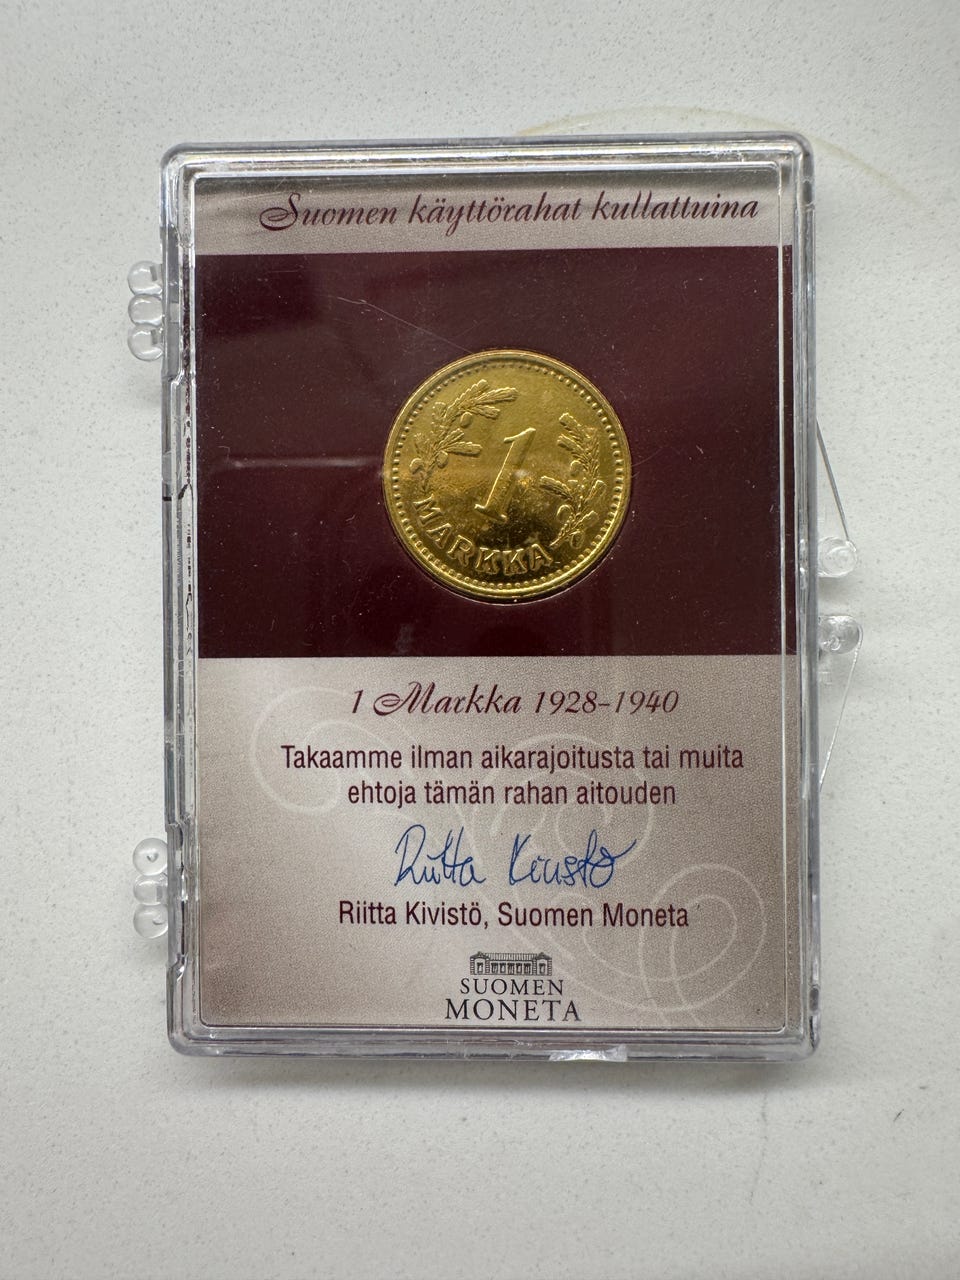 Suomen käyttörahat kullattuina
1
MARKKA
1 Markka 1928-1940
Takaamme ilman aikarajoitusta tai muita
ehtoja tämän rahan aitouden
Riitta Kivistö
Riitta Kivistö, Suomen Moneta
SUOMEN
MONETA